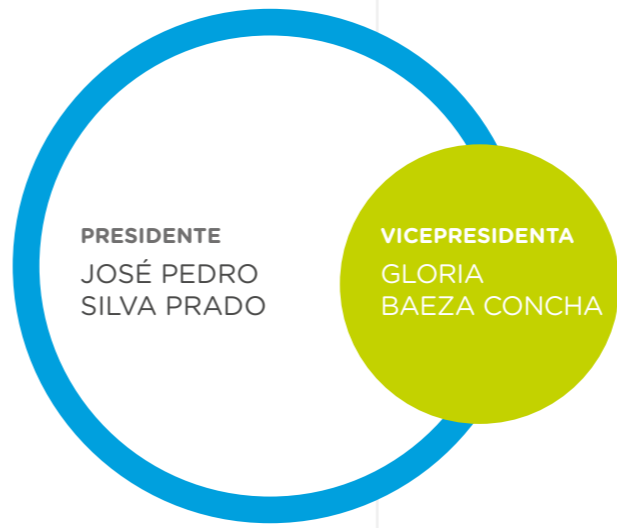 PRESIDENTE
JOSÉ PEDRO
SILVA PRADO
VICEPRESIDENTA
GLORIA
BAEZA CONCHA